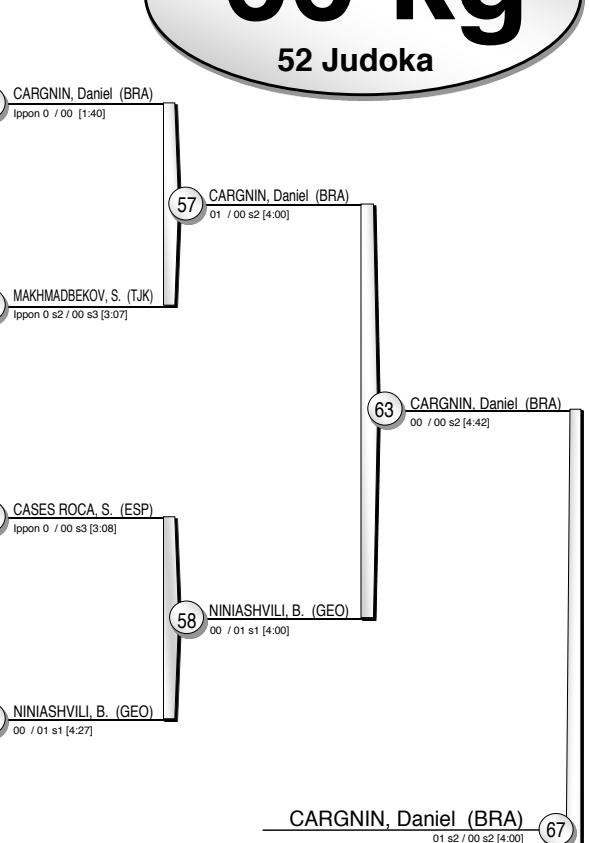 kg
52 Judoka
CARGNIN, Daniel (BRA)
Ippon 0 / 00 [1:40]
57
CARGNIN, Daniel (BRA)
01 / 00 s2 [4:00]
MAKHMADBEKOV, S. (TJK)
Ippon 0 s2 / 00 s3 [3:07]
63
CARGNIN, Daniel (BRA)
00 / 00 s2 [4:42]
CASES ROCA, S. (ESP)
Ippon 0 / 00 s3 [3:08]
58
NINIASHVILI, B. (GEO)
00 / 01 s1 [4:00]
NINIASHVILI, B. (GEO)
00 / 01 s1 [4:27]
CARGNIN, Daniel (BRA)
67
01 s2 / 00 s2 [4:00]